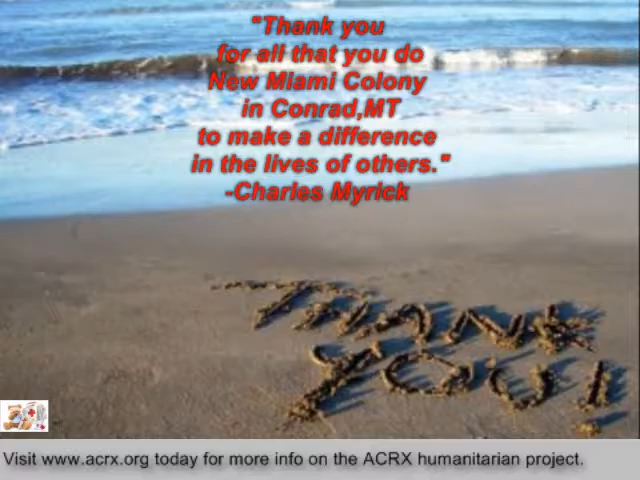 "Thank you
for all that you do
New Miami Colony
in Conrad,MT
to make a difference
in the lives of others."
-Charles Myrick
THANK
YOU!
Visit www.acrx.org today for more info on the ACRX humanitarian project.